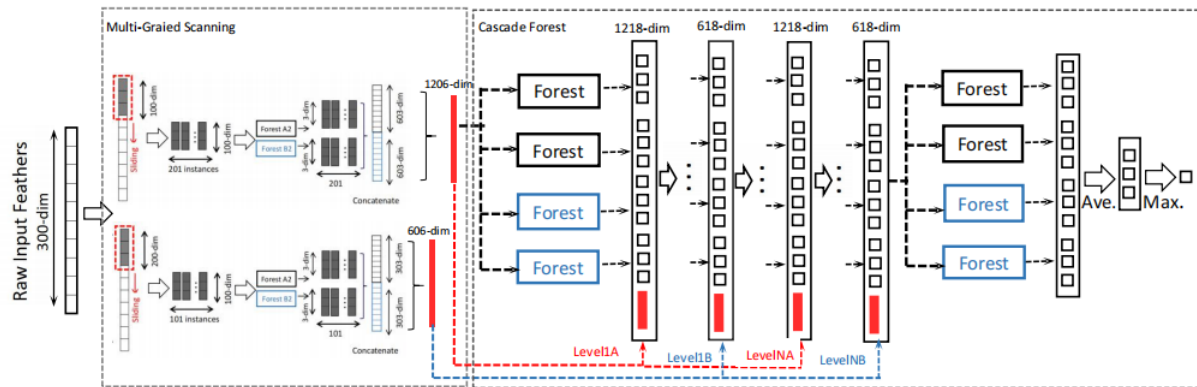 Multi-Graied Scanning
Cascade Forest
Raw Input Feathers
300-dim
100-dim
Sliding
201 instances
100-dim
Forest A2
Forest B2
3-dim
3-dim
201
603-dim
603-dim
Concatenate
1206-dim
200-dim
Sliding
101 instances
100-dim
Forest A2
Forest B2
3-dim
3-dim
101
303-dim
303-dim
Concatenate
606-dim
1218-dim
618-dim
1218-dim
618-dim
Forest
Forest
Forest
Forest
Level1A
Level1B
LevelNA
LevelNB
Forest
Forest
Forest
Forest
Ave.
Max.